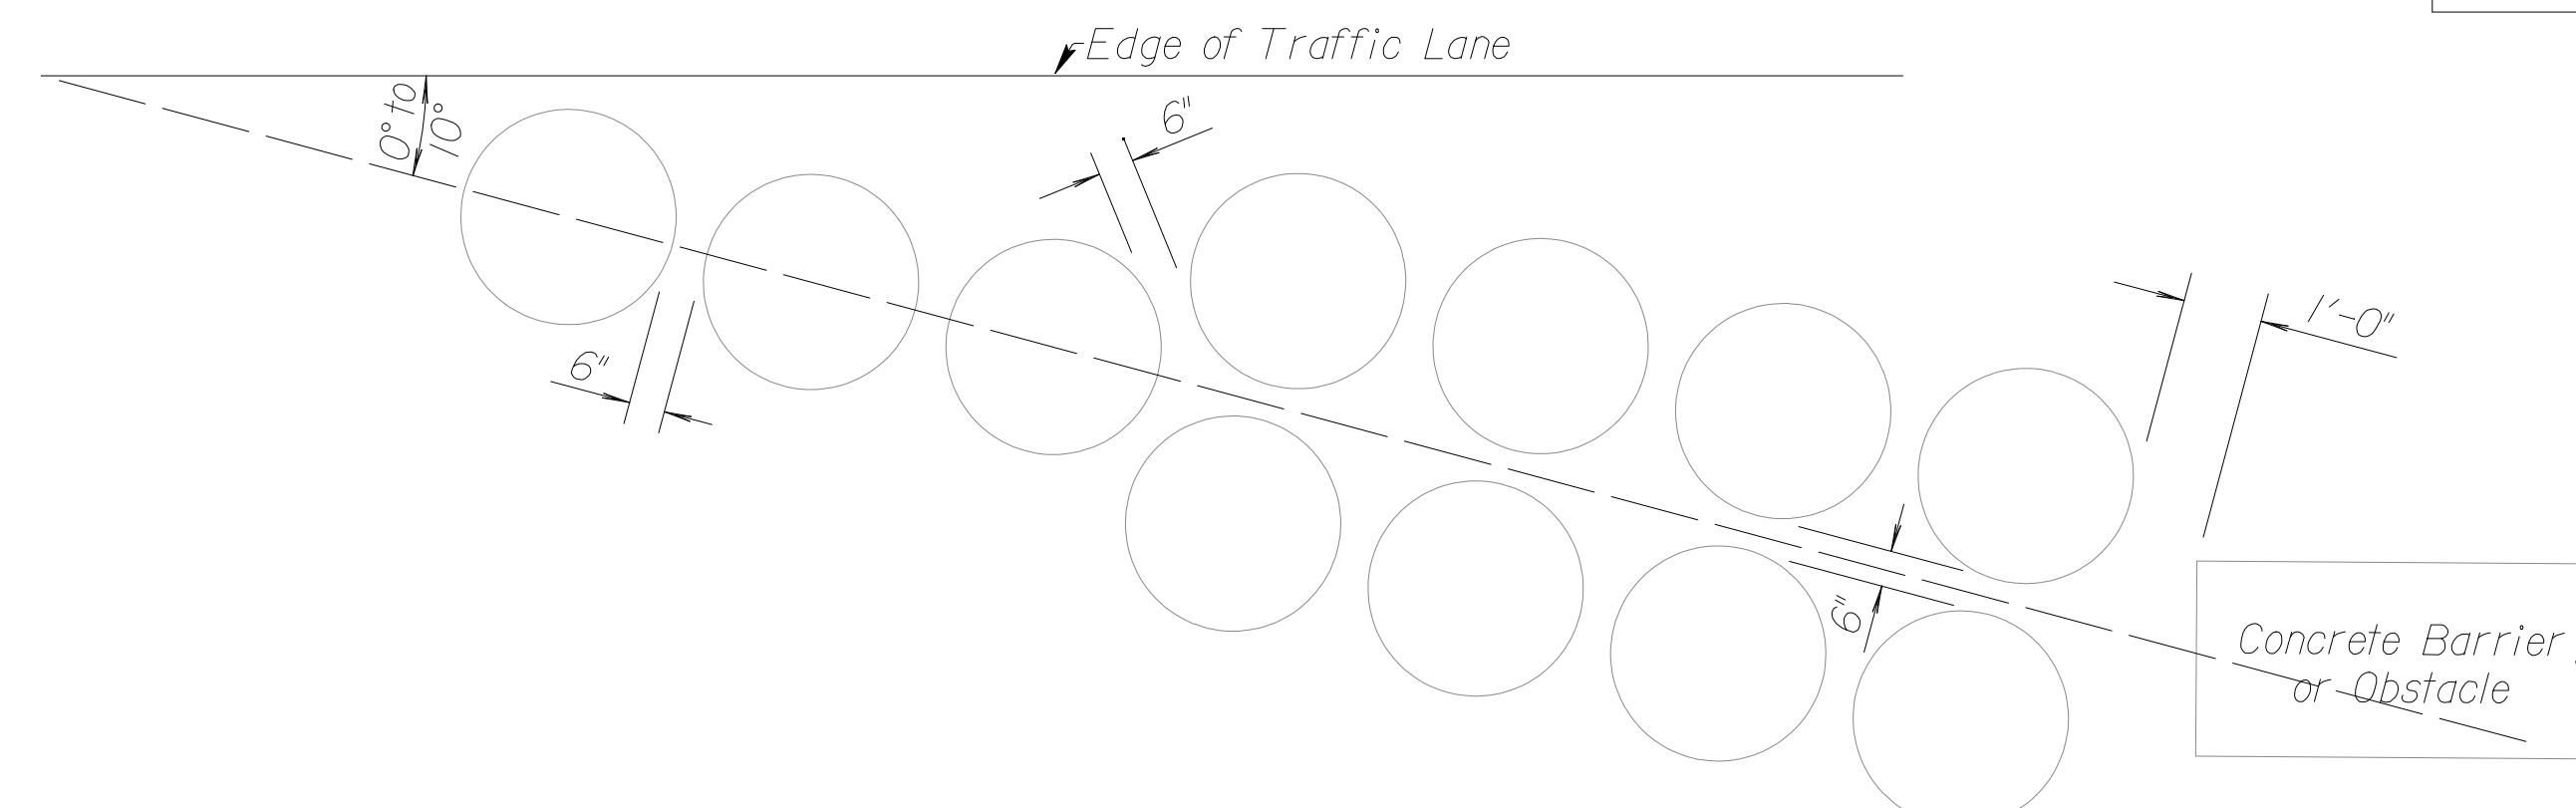 Edge of Traffic Lane
0° to
10°
6"
6"
1'-0"
6"
Concrete Barrier
or Obstacle